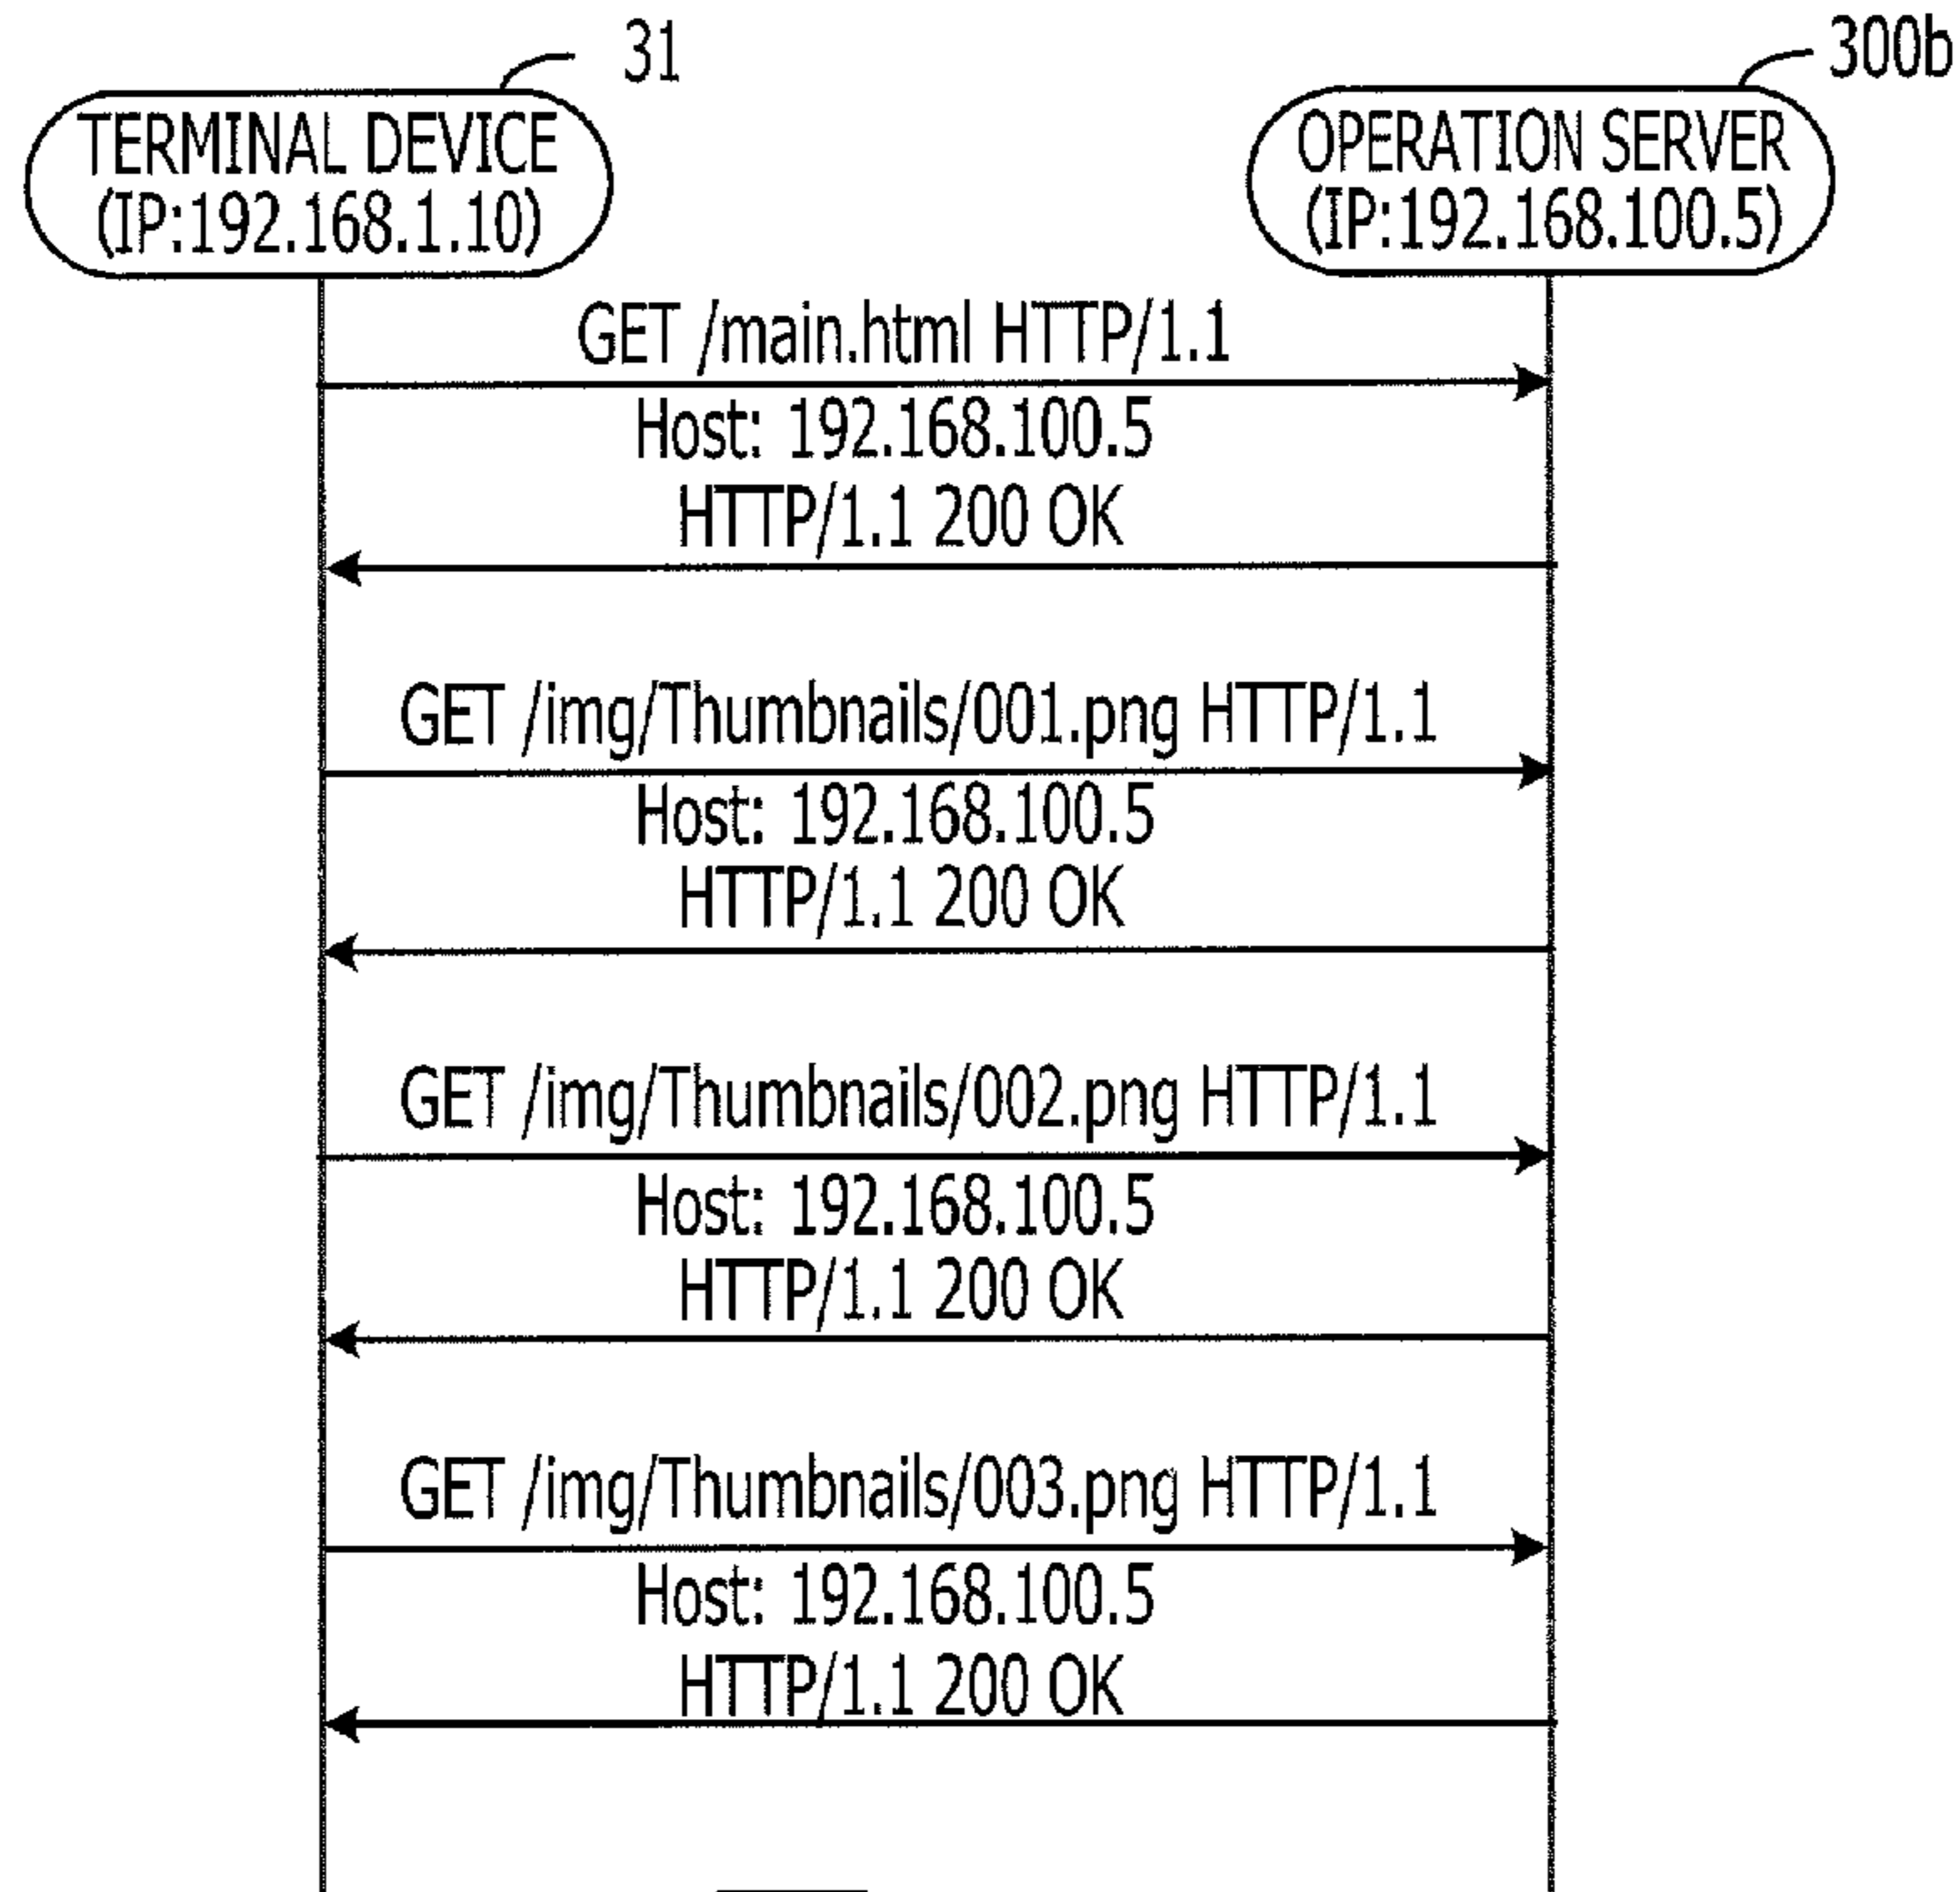 31
300b
TERMINAL DEVICE
(IP:192.168.1.10)
OPERATION SERVER
(IP:192.168.100.5)
GET /main.html HTTP/1.1
Host: 192.168.100.5
HTTP/1.1 200 OK
GET /img/Thumbnails/001.png HTTP/1.1
Host: 192.168.100.5
HTTP/1.1 200 OK
GET /img/Thumbnails/002.png HTTP/1.1
Host: 192.168.100.5
HTTP/1.1 200 OK
GET /img/Thumbnails/003.png HTTP/1.1
Host: 192.168.100.5
HTTP/1.1 200 OK